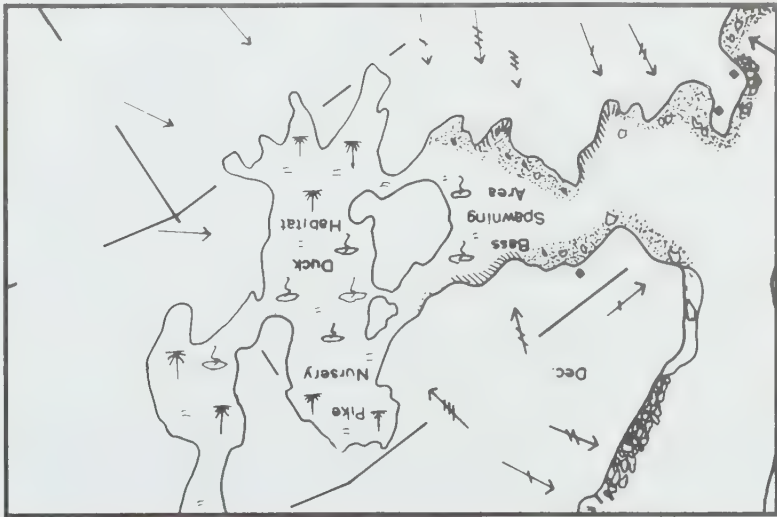 Pike
Nursery
Dec.
Duck
Habitat
Bass
Spawning
Area